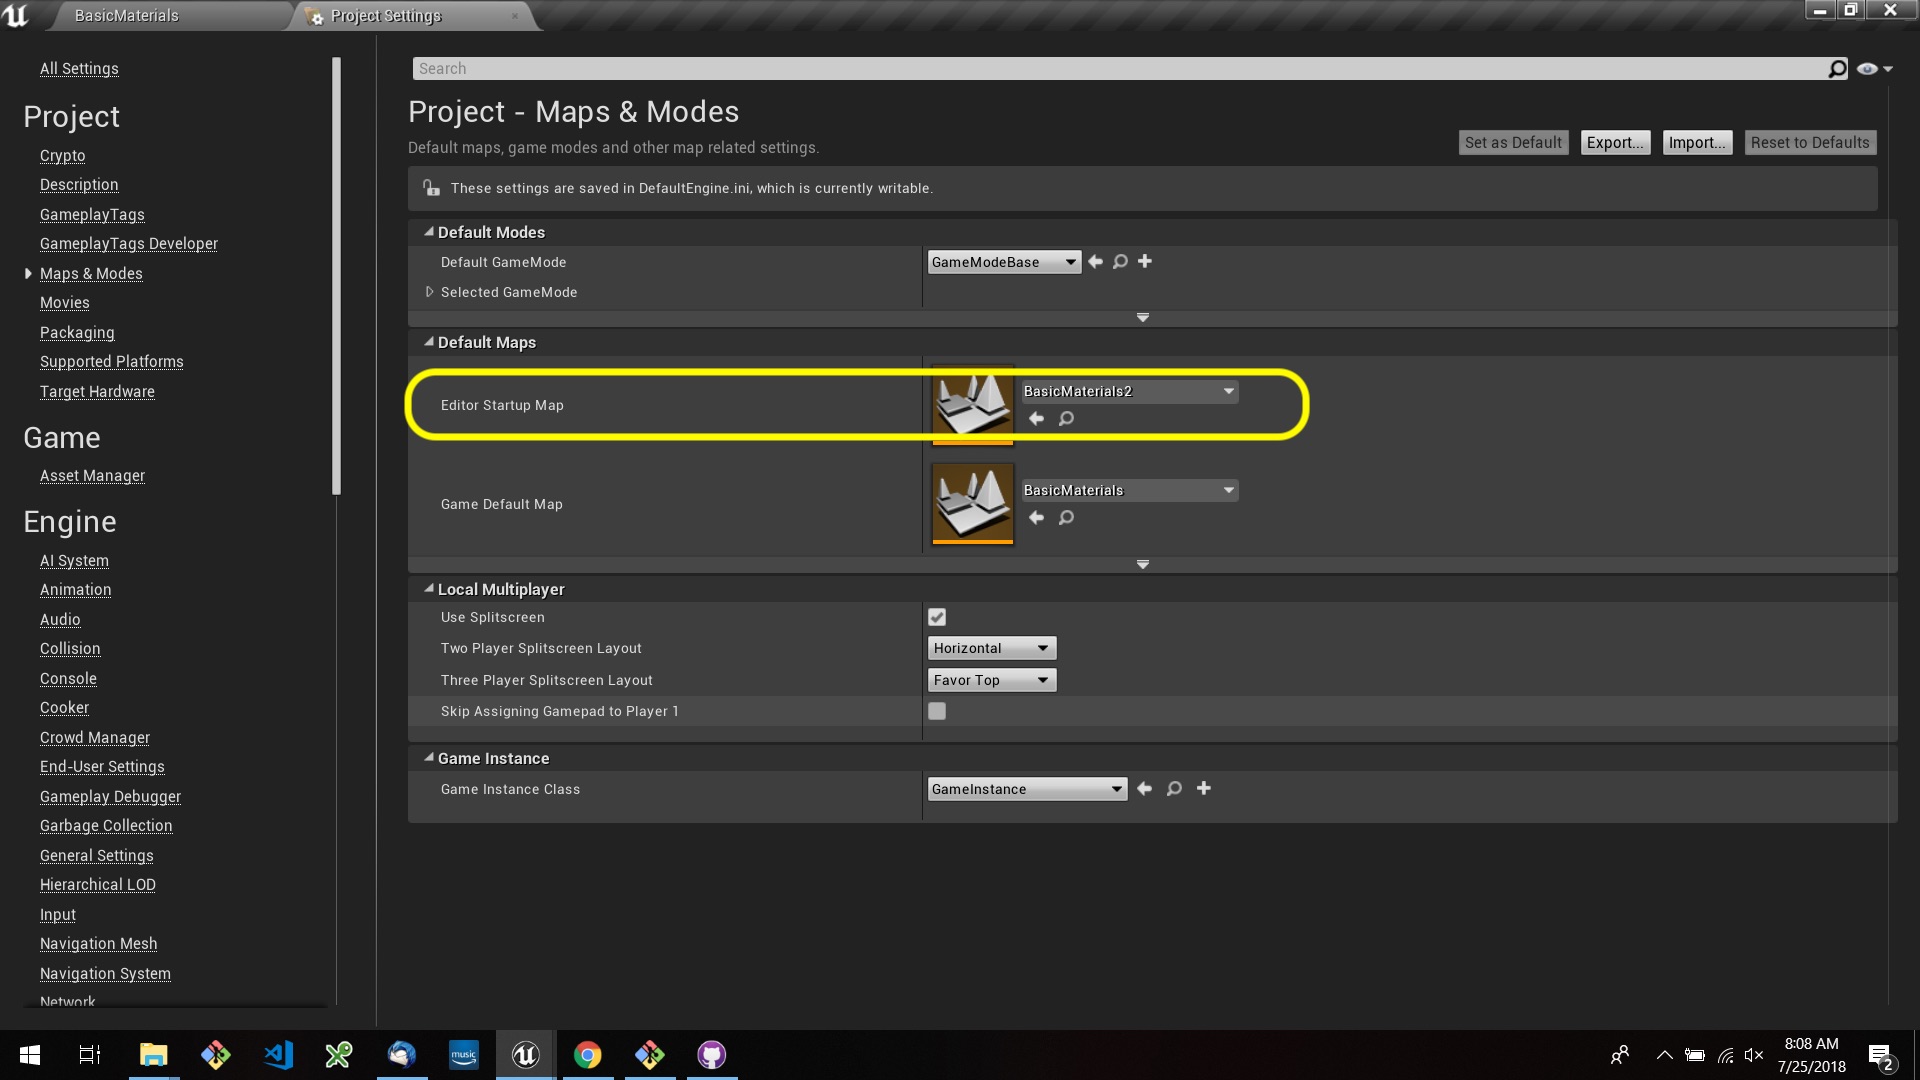 BasicMaterials
Project Settings
All Settings
Project
Crypto
Description
GameplayTags
GameplayTags Developer
Maps & Modes
Movies
Packaging
Supported Platforms
Target Hardware
Game
Asset Manager
Engine
AI System
Animation
Audio
Collision
Console
Cooker
Crowd Manager
End-User Settings
Gameplay Debugger
Garbage Collection
General Settings
Hierarchical LOD
Input
Navigation Mesh
Navigation System
Network
Search
Project - Maps & Modes
Default maps, game modes and other map related settings.
Set as Default
Export...
Import...
Reset to Defaults
These settings are saved in DefaultEngine.ini, which is currently writable.
Default Modes
Default GameMode
GameModeBase
Selected GameMode
Default Maps
Editor Startup Map
BasicMaterials2
Game Default Map
BasicMaterials
Local Multiplayer
Use Splitscreen
Two Player Splitscreen Layout
Horizontal
Three Player Splitscreen Layout
Favor Top
Skip Assigning Gamepad to Player 1
Game Instance
Game Instance Class
GameInstance
music
8:08 AM
7/25/2018
2